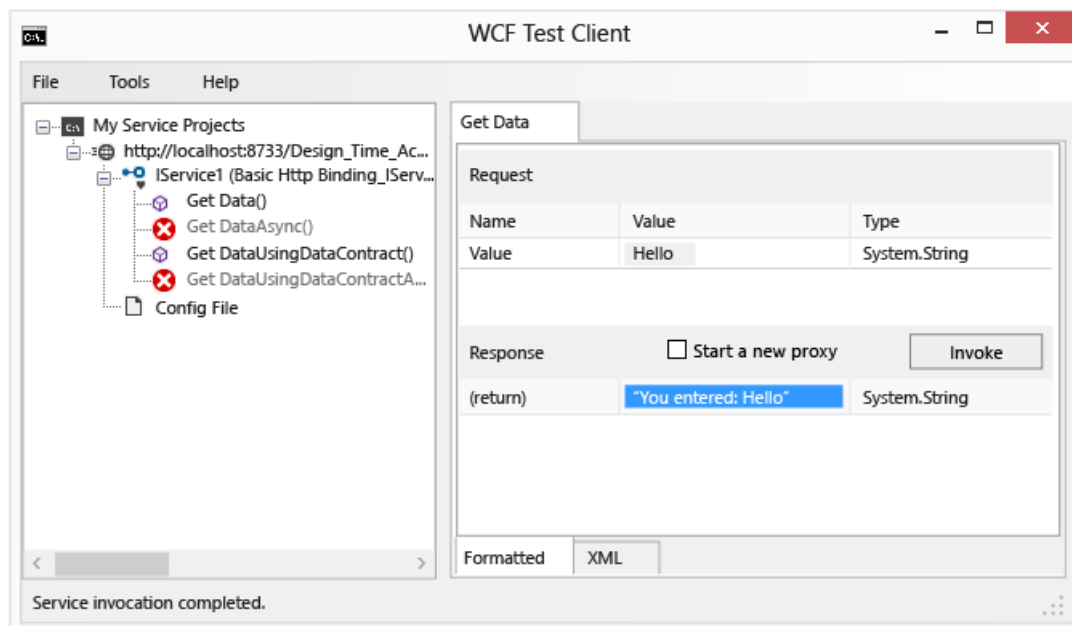 WCF Test Client
File Tools Help
My Service Projects
http://localhost:8733/Design_Time_Ac...
IService1 (Basic Http Binding_IServ...
Get Data()
Get DataAsync()
Get DataUsingDataContract()
Get DataUsingDataContractA...
Config File
Get Data
Request
Name Value Type
Value Hello System.String
Response Start a new proxy Invoke
(return) "You entered: Hello" System.String
Formatted XML
Service invocation completed.